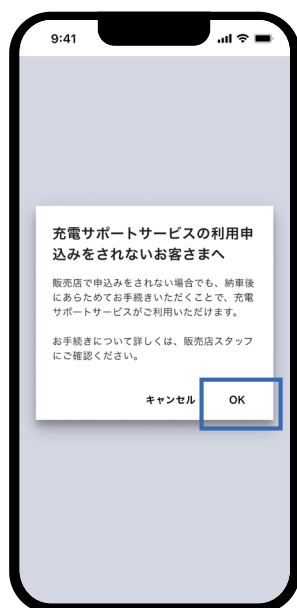 9:41
充電サポートサービスの利用申
込みをされないお客さまへ
販売店で申込みをされない場合でも、納車後
にあらためてお手続きいただくことで、充電
サポートサービスがご利用いただけます。
お手続きについて詳しくは、販売店スタッフ
にご確認ください。
キャンセル OK